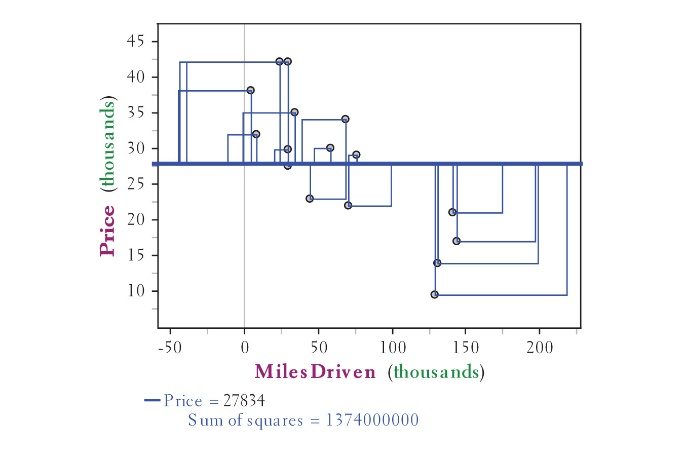 45
40
35
30
25
20
15
10
Price (thousands)
-50 0 50 100 150 200
MilesDriven (thousands)
Price = 27834
Sum of squares = 1374000000